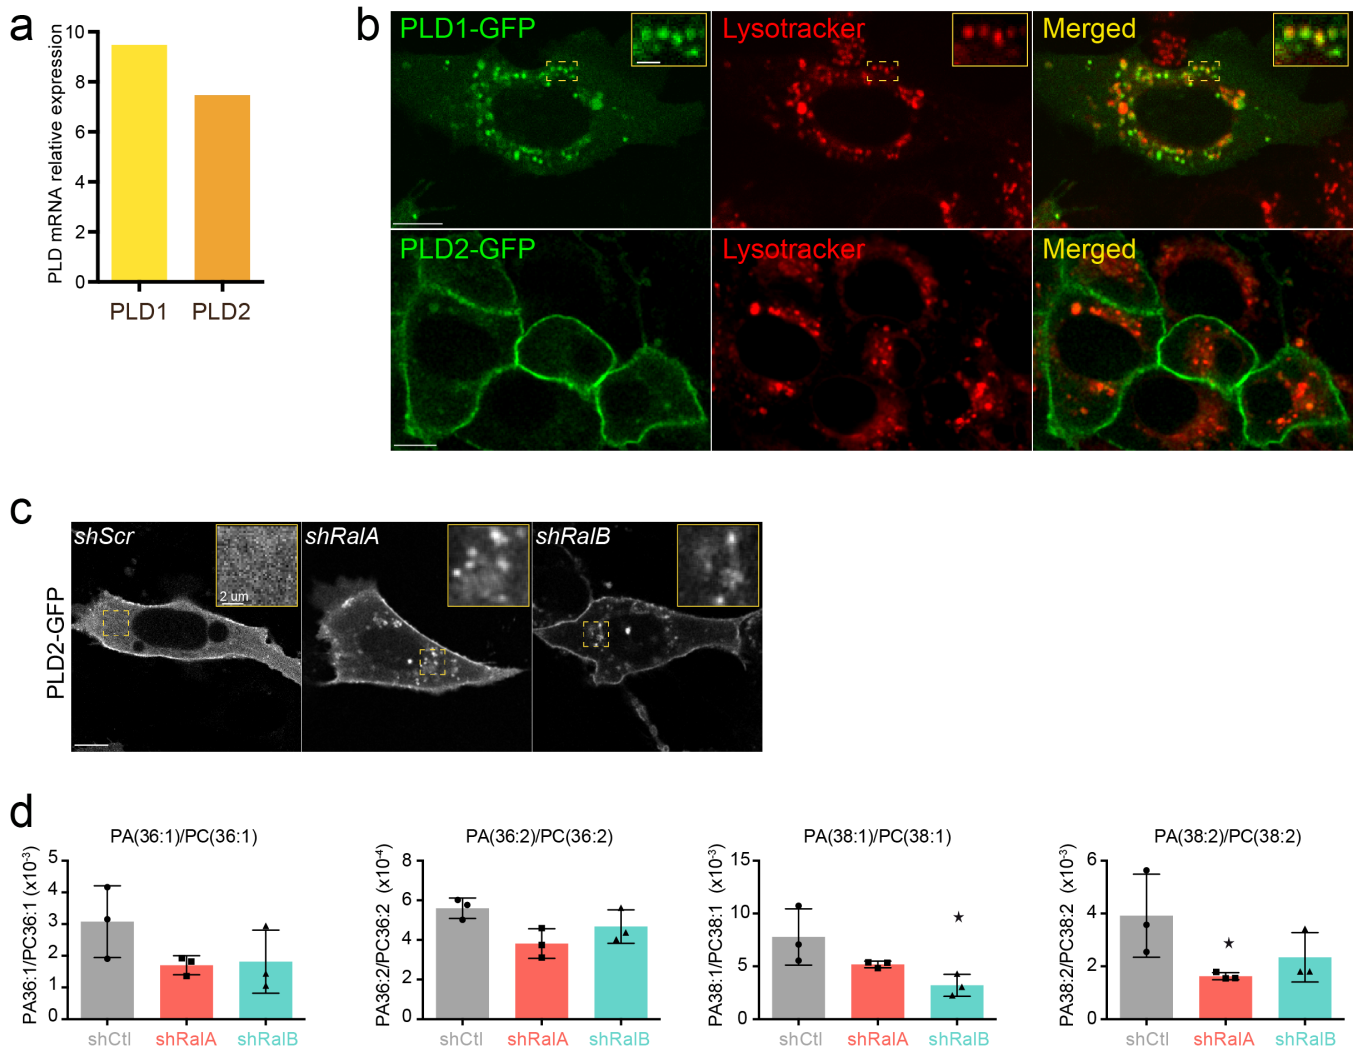 a
PLD mRNA relative expression
10
8
6
4
2
0
PLD1
PLD2
b
PLD1-GFP
Lysotracker
Merged
PLD2-GFP
Lysotracker
Merged
c
PLD2-GFP
shScr
2 um
shRalA
shRalB
d
PA(36:1)/PC(36:1)
PA36:1/PC36:1 (x10⁻³)
5
4
3
2
1
0
shCtl
shRalA
shRalB
PA(36:2)/PC(36:2)
PA36:2/PC36:2 (x10⁻⁴)
8
6
4
2
0
shCtl
shRalA
shRalB
PA(38:1)/PC(38:1)
PA38:1/PC38:1 (x10⁻³)
15
10
5
0
shCtl
shRalA
shRalB
PA(38:2)/PC(38:2)
PA38:2/PC38:2 (x10⁻³)
6
4
2
0
shCtl
shRalA
shRalB